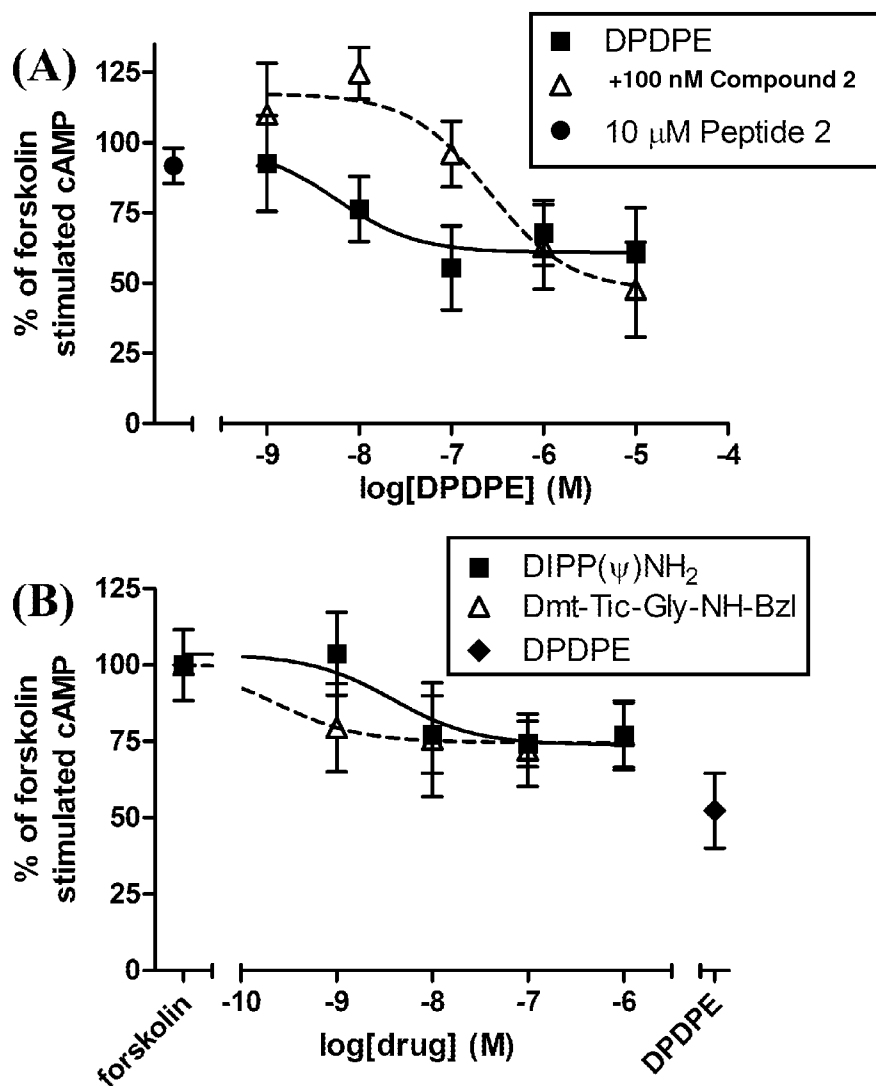 (A)
DPDPE
+100 nM Compound 2
10 μM Peptide 2
% of forskolin
stimulated cAMP
125
100
75
50
25
0
-9
-8
-7
-6
-5
-4
log[DPDPE] (M)
(B)
DIPP(ψ)NH₂
Dmt-Tic-Gly-NH-Bzl
DPDPE
% of forskolin
stimulated cAMP
125
100
75
50
25
0
forskolin
-10
-9
-8
-7
-6
DPDPE
log[drug] (M)